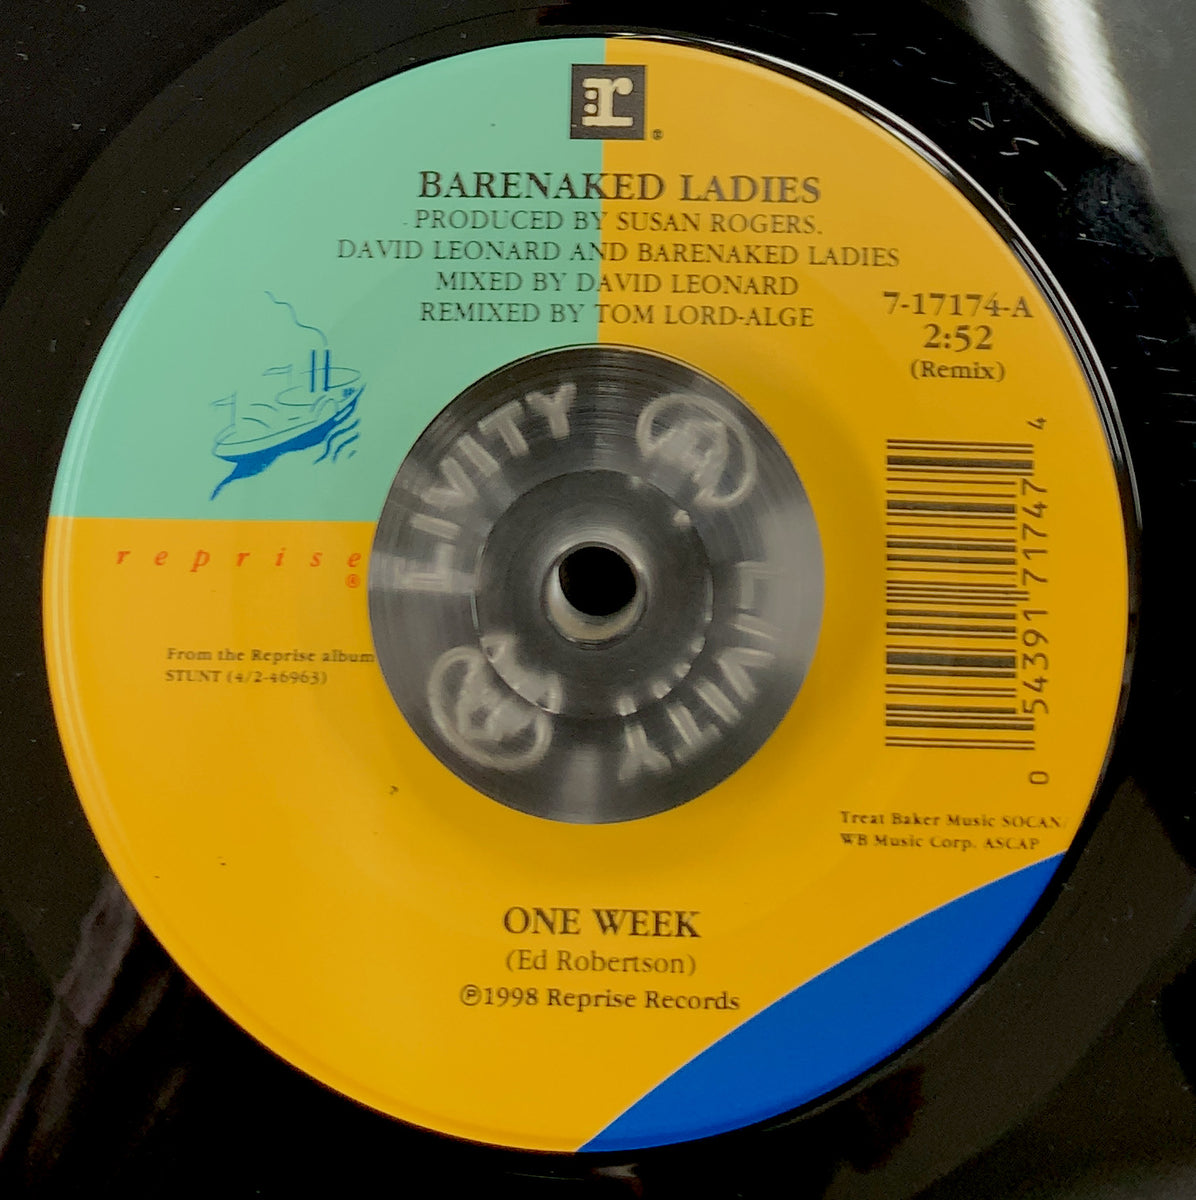 r®
BARENAKED LADIES
PRODUCED BY SUSAN ROGERS,
DAVID LEONARD AND BARENAKED LADIES
MIXED BY DAVID LEONARD
REMIXED BY TOM LORD-ALGE
7-17174-A
2:52
(Remix)
reprise
®
From the Reprise album
STUNT (4/2-46963)
LIVITY
LIVITY
0 54391 71747 4
Treat Baker Music SOCAN/
WB Music Corp. ASCAP
ONE WEEK
(Ed Robertson)
℗1998 Reprise Records